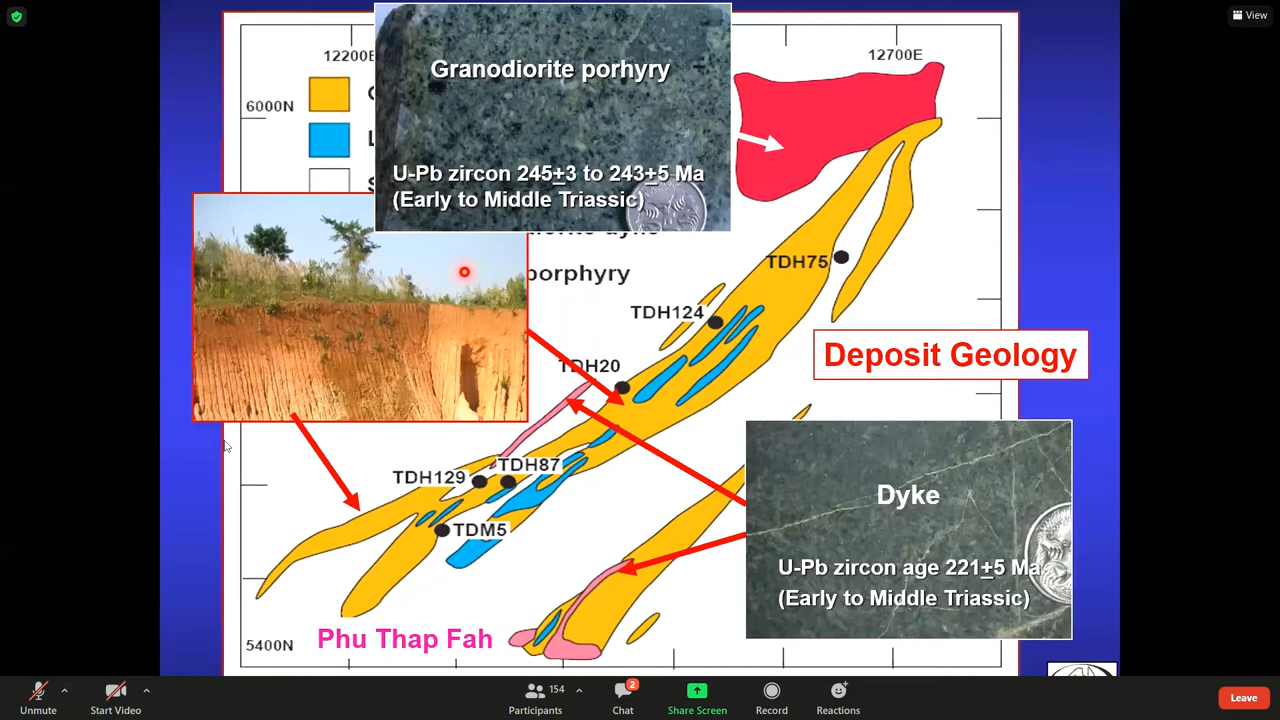 View
12200E
12700E
6000N
Granodiorite porhyry
U-Pb zircon 245±3 to 243±5 Ma
(Early to Middle Triassic)
porphyry
TDH75
TDH124
Deposit Geology
TDH20
TDH87
TDH129
TDM5
Dyke
U-Pb zircon age 221±5 Ma
(Early to Middle Triassic)
Phu Thap Fah
5400N
Unmute
Start Video
154
Participants
2
Chat
Share Screen
Record
Reactions
Leave